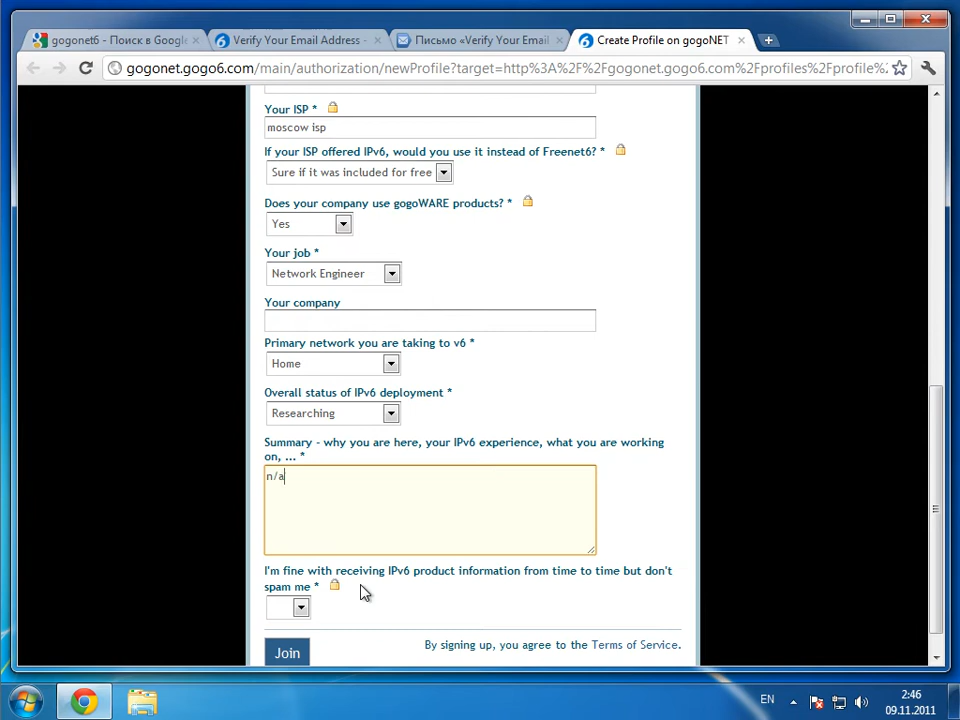 gogonet6 - Поиск в Google
Verify Your Email Address -
Письмо «Verify Your Email
Create Profile on gogoNET
gogonet.gogo6.com/main/authorization/newProfile?target=http%3A%2F%2Fgogonet.gogo6.com%2Fprofiles%2Fprofile%2
Your ISP *
moscow isp
If your ISP offered IPv6, would you use it instead of Freenet6? *
Sure if it was included for free
Does your company use gogoWARE products? *
Yes
Your job *
Network Engineer
Your company
Primary network you are taking to v6 *
Home
Overall status of IPv6 deployment *
Researching
Summary - why you are here, your IPv6 experience, what you are working
on, ... *
n/a
I'm fine with receiving IPv6 product information from time to time but don't
spam me *
By signing up, you agree to the Terms of Service.
Join
EN
2:46
09.11.2011